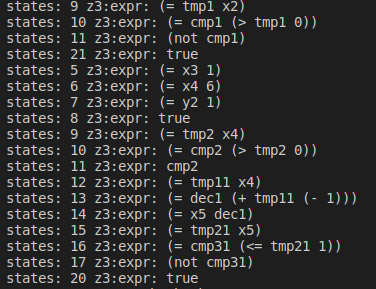 states: 9 z3:expr: (= tmp1 x2)
states: 10 z3:expr: (= cmp1 (> tmp1 0))
states: 11 z3:expr: (not cmp1)
states: 21 z3:expr: true
states: 5 z3:expr: (= x3 1)
states: 6 z3:expr: (= x4 6)
states: 7 z3:expr: (= y2 1)
states: 8 z3:expr: true
states: 9 z3:expr: (= tmp2 x4)
states: 10 z3:expr: (= cmp2 (> tmp2 0))
states: 11 z3:expr: cmp2
states: 12 z3:expr: (= tmp11 x4)
states: 13 z3:expr: (= dec1 (+ tmp11 (- 1)))
states: 14 z3:expr: (= x5 dec1)
states: 15 z3:expr: (= tmp21 x5)
states: 16 z3:expr: (= cmp31 (<= tmp21 1))
states: 17 z3:expr: (not cmp31)
states: 20 z3:expr: true